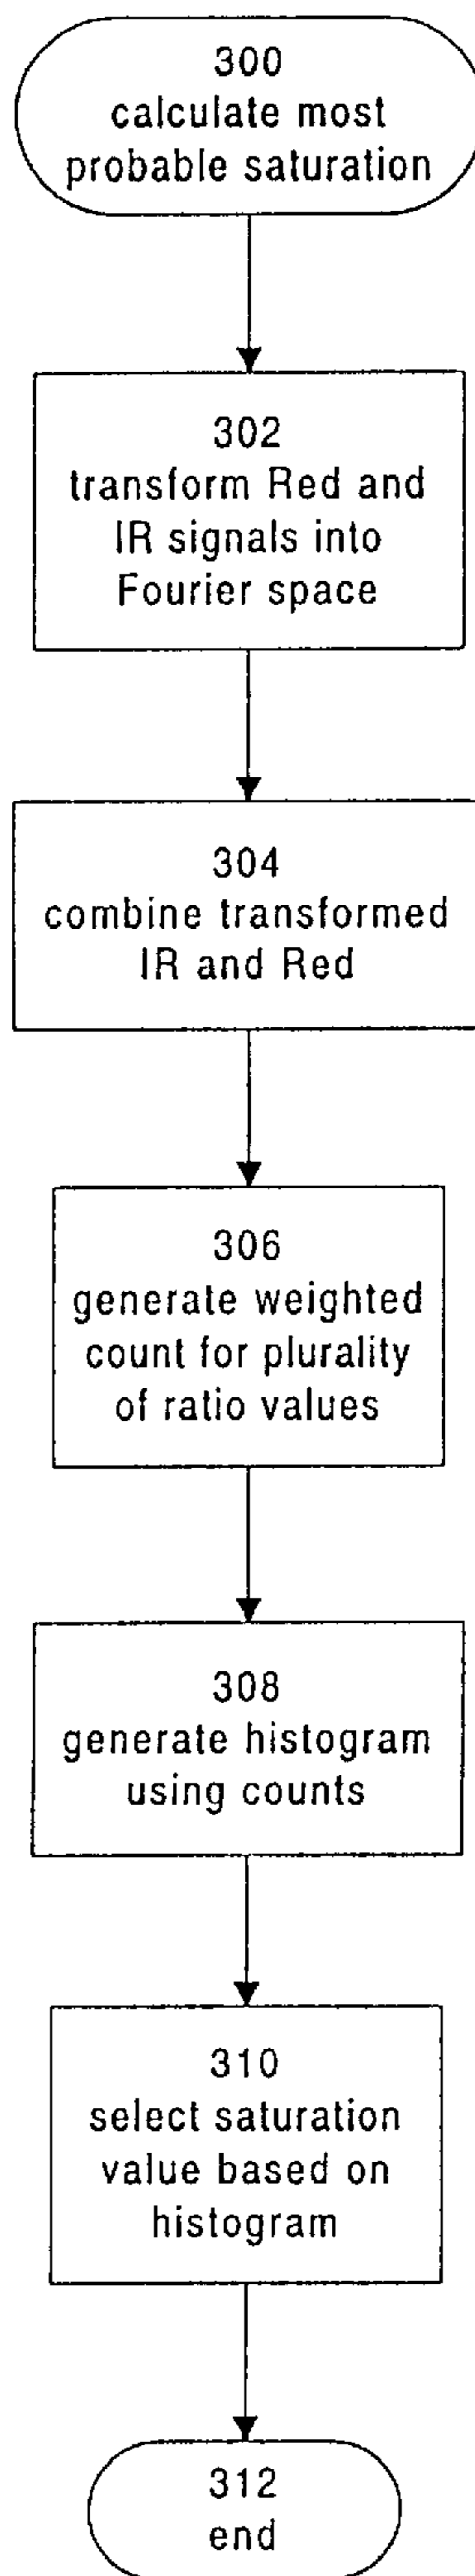 300
calculate most
probable saturation
302
transform Red and
IR signals into
Fourier space
304
combine transformed
IR and Red
306
generate weighted
count for plurality
of ratio values
308
generate histogram
using counts
310
select saturation
value based on
histogram
312
end